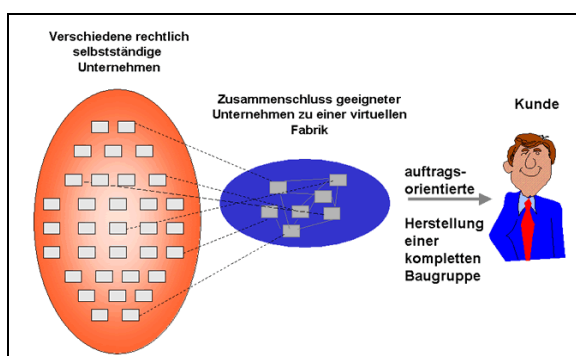 Verschiedene rechtlich
selbstständige
Unternehmen
Zusammenschluss geeigneter
Unternehmen zu einer virtuellen
Fabrik
Kunde
auftrags-
orientierte
Herstellung
einer
kompletten
Baugruppe